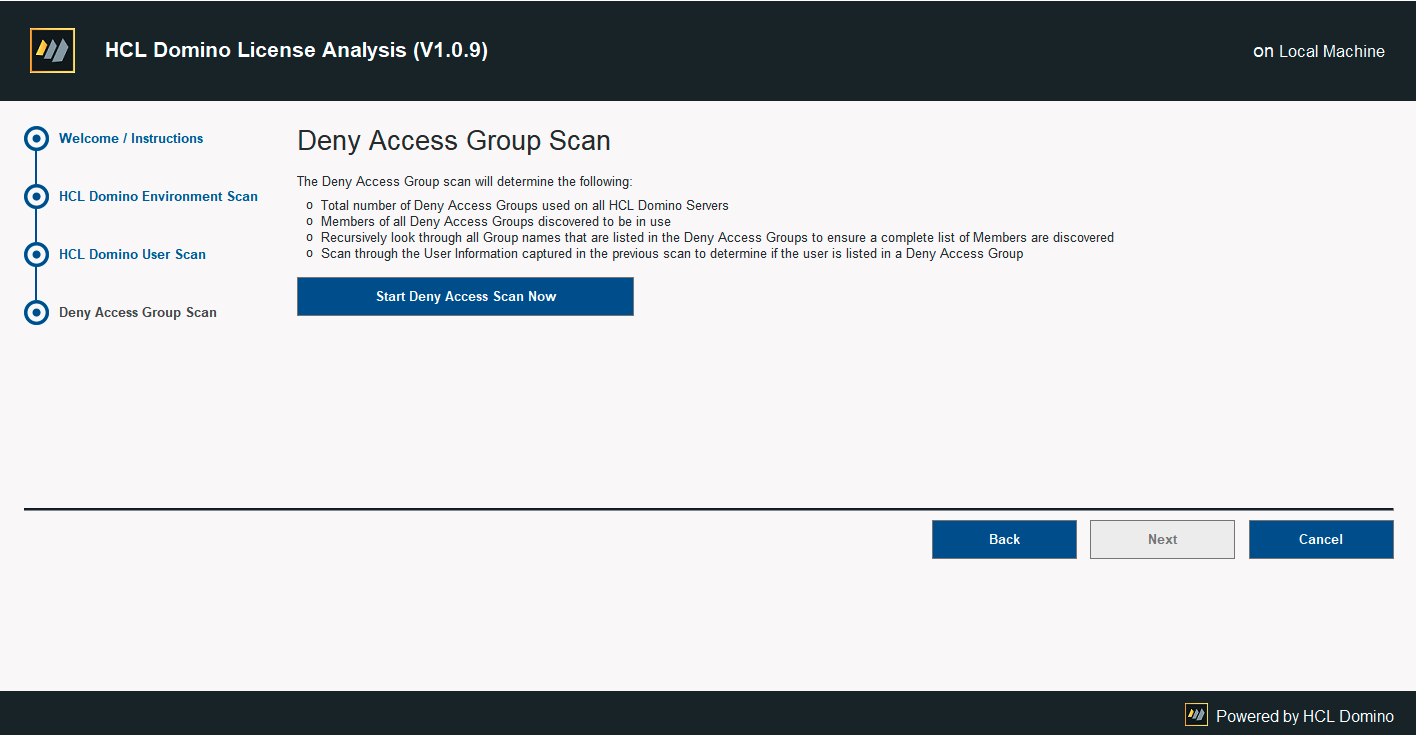 HCL Domino License Analysis (V1.0.9)
on Local Machine
Welcome / Instructions
HCL Domino Environment Scan
HCL Domino User Scan
Deny Access Group Scan
Deny Access Group Scan
The Deny Access Group scan will determine the following:
o Total number of Deny Access Groups used on all HCL Domino Servers
o Members of all Deny Access Groups discovered to be in use
o Recursively look through all Group names that are listed in the Deny Access Groups to ensure a complete list of Members are discovered
o Scan through the User Information captured in the previous scan to determine if the user is listed in a Deny Access Group
Start Deny Access Scan Now
Back
Next
Cancel
Powered by HCL Domino